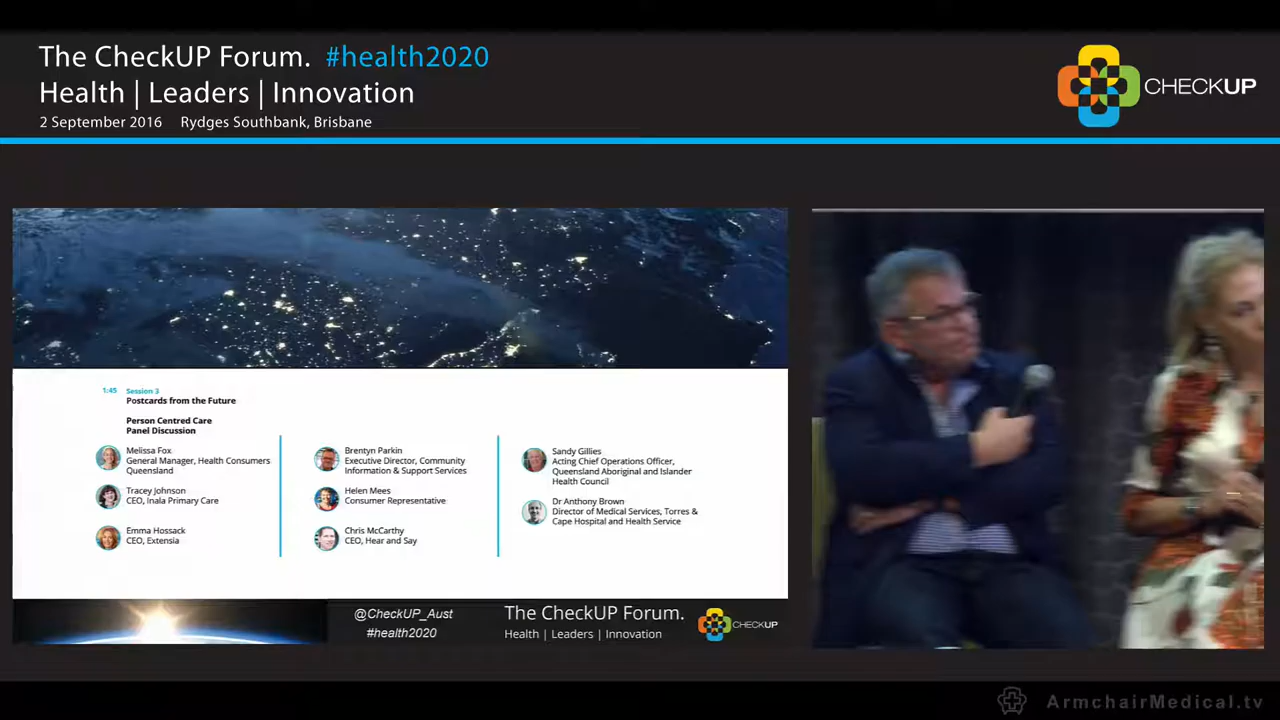 The CheckUP Forum. #health2020
Health | Leaders | Innovation
2 September 2016 Rydges Southbank, Brisbane
CHECKUP
1:45 Session 3
Postcards from the Future
Person Centred Care
Panel Discussion
Melissa Fox
General Manager, Health Consumers
Queensland
Tracey Johnson
CEO, Inala Primary Care
Emma Hossack
CEO, Extensia
Brentyn Parkin
Executive Director, Community
Information & Support Services
Helen Mees
Consumer Representative
Chris McCarthy
CEO, Hear and Say
Sandy Gillies
Acting Chief Operations Officer,
Queensland Aboriginal and Islander
Health Council
Dr Anthony Brown
Director of Medical Services, Torres &
Cape Hospital and Health Service
@CheckUP_Aust
#health2020
The CheckUP Forum.
Health | Leaders | Innovation
CHECKUP
ArmchairMedical.tv